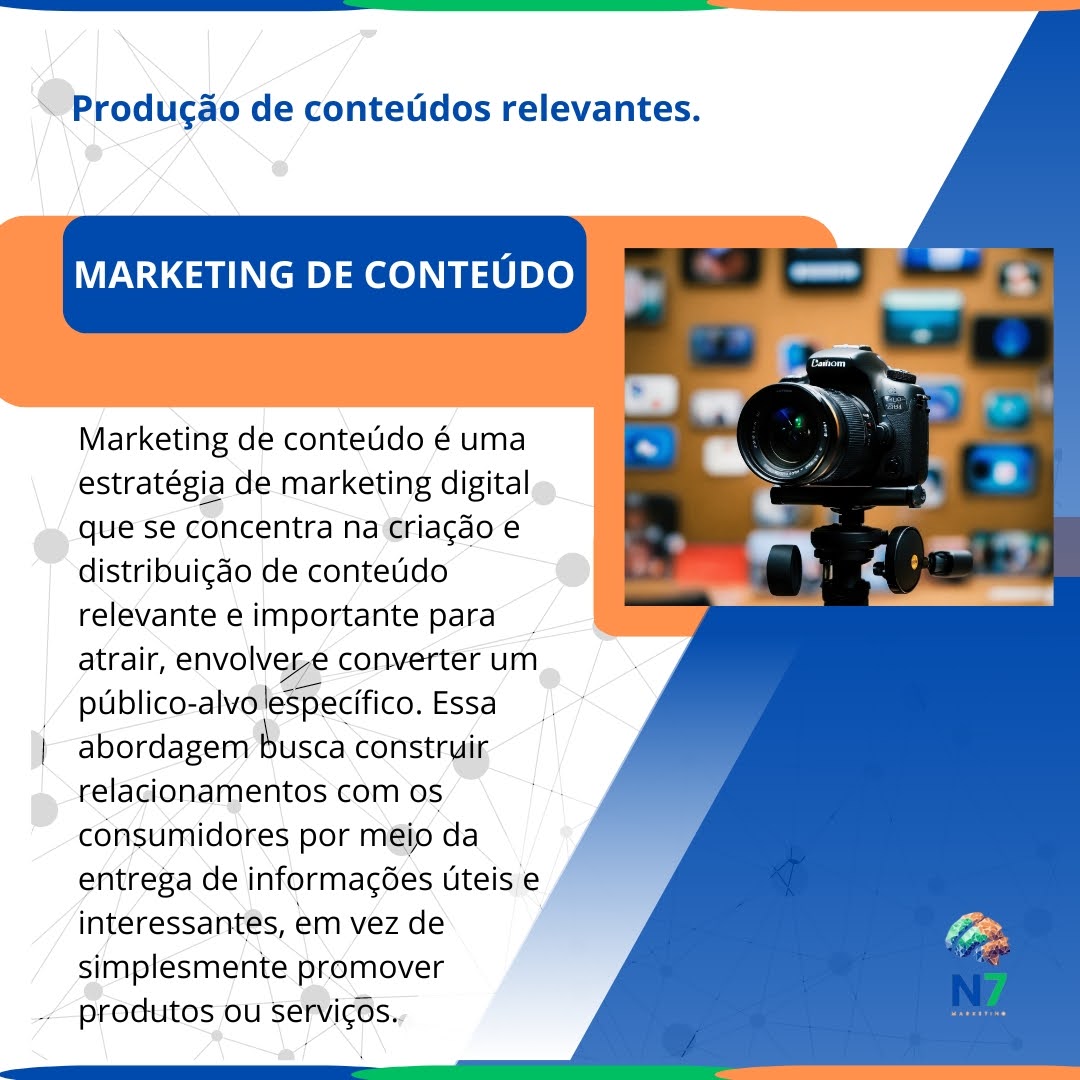 Produção de conteúdos relevantes.
MARKETING DE CONTEÚDO
Marketing de conteúdo é uma
estratégia de marketing digital
que se concentra na criação e
distribuição de conteúdo
relevante e importante para
atrair, envolver e converter um
público-alvo específico. Essa
abordagem busca construir
relacionamentos com os
consumidores por meio da
entrega de informações úteis e
interessantes, em vez de
simplesmente promover
produtos ou serviços.
N7
MARKETING